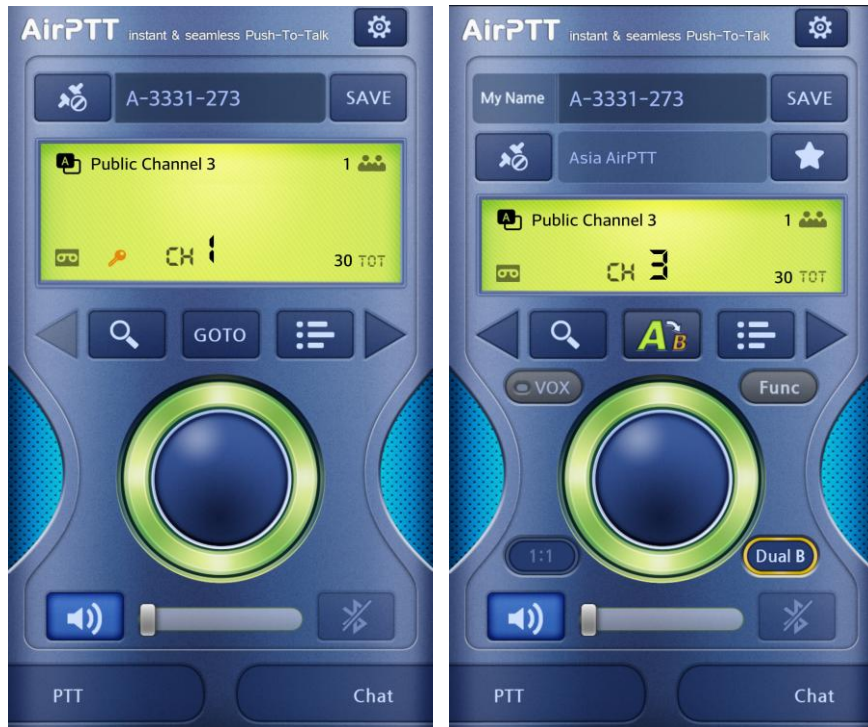 AirPTT instant & seamless Push-To-Talk
A-3331-273 SAVE
A Public Channel 3 1
CH 1 30 TOT
GOTO
PTT Chat
AirPTT instant & seamless Push-To-Talk
My Name A-3331-273 SAVE
Asia AirPTT
A Public Channel 3 1
CH 3 30 TOT
A B
VOX Func
1:1 Dual B
PTT Chat